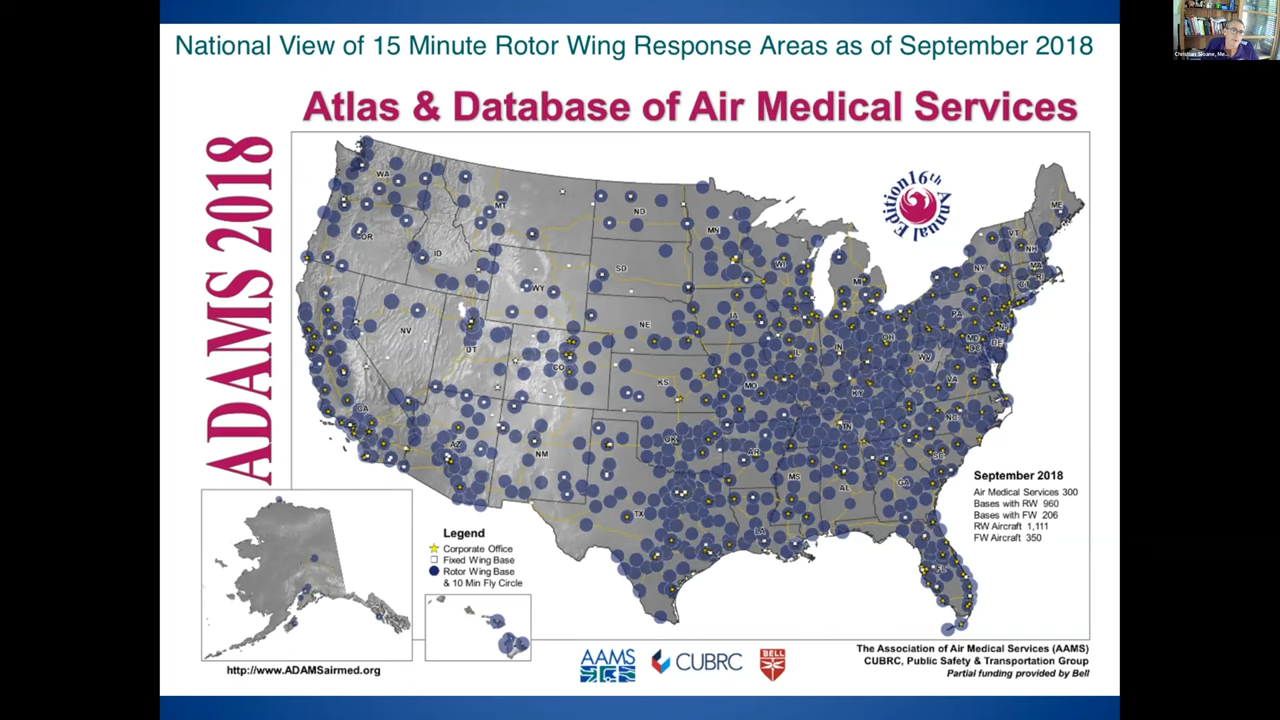 National View of 15 Minute Rotor Wing Response Areas as of September 2018
Christian Sloane, Me...
Atlas & Database of Air Medical Services
ADAMS 2018
16th Annual Edition
WA
MT
ND
MN
ME
OR
ID
SD
WI
VT
NH
WY
MI
NY
MA
RI
CT
NV
UT
NE
IA
PA
NJ
CO
IL
IN
OH
MD
DE
DC
WV
CA
KS
MO
KY
VA
AZ
NM
OK
AR
TN
NC
SC
TX
LA
MS
AL
GA
FL
September 2018
Air Medical Services 300
Bases with RW 960
Bases with FW 206
RW Aircraft 1,111
FW Aircraft 350
Legend
Corporate Office
Fixed Wing Base
Rotor Wing Base
& 10 Min Fly Circle
http://www.ADAMSairmed.org
AAMS
CUBRC
BELL
The Association of Air Medical Services (AAMS)
CUBRC, Public Safety & Transportation Group
Partial funding provided by Bell